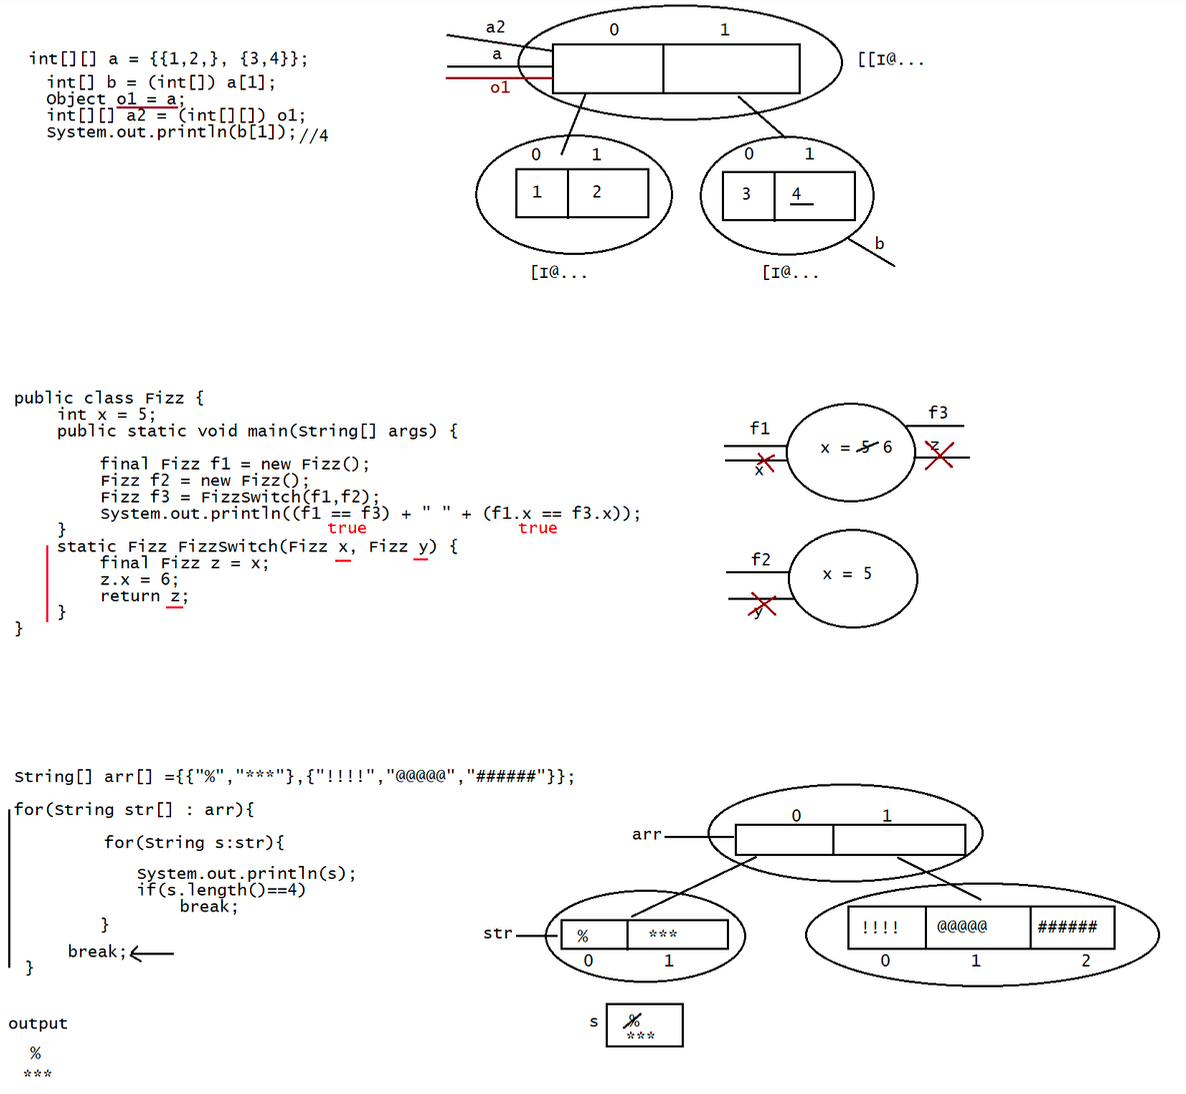 int[][] a = {{1,2,}, {3,4}};
int[] b = (int[]) a[1];
Object o1 = a;
int[][] a2 = (int[][]) o1;
System.out.println(b[1]);//4
a2
a
o1
0 1
[[I@...
0 1
1 2
[I@...
0 1
3 4
[I@...
b
public class Fizz {
int x = 5;
public static void main(String[] args) {
final Fizz f1 = new Fizz();
Fizz f2 = new Fizz();
Fizz f3 = FizzSwitch(f1,f2);
System.out.println((f1 == f3) + " " + (f1.x == f3.x));
} true true
static Fizz FizzSwitch(Fizz x, Fizz y) {
final Fizz z = x;
z.x = 6;
return z;
}
}
f1
x
x = 5 6
f3
z
f2
y
x = 5
String[] arr[] ={{"%","***"},{"!!!!","@@@@@","######"}};
for(String str[] : arr){
for(String s:str){
System.out.println(s);
if(s.length()==4)
break;
}
break;
}
output
%
***
arr
0 1
str
% ***
0 1
!!!! @@@@@ ######
0 1 2
s
%
***